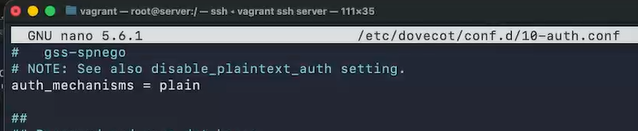 vagrant — root@server:/ — ssh ‹ vagrant ssh server — 111×35
GNU nano 5.6.1 /etc/dovecot/conf.d/10-auth.conf
# gss-spnego
# NOTE: See also disable_plaintext_auth setting.
auth_mechanisms = plain
##